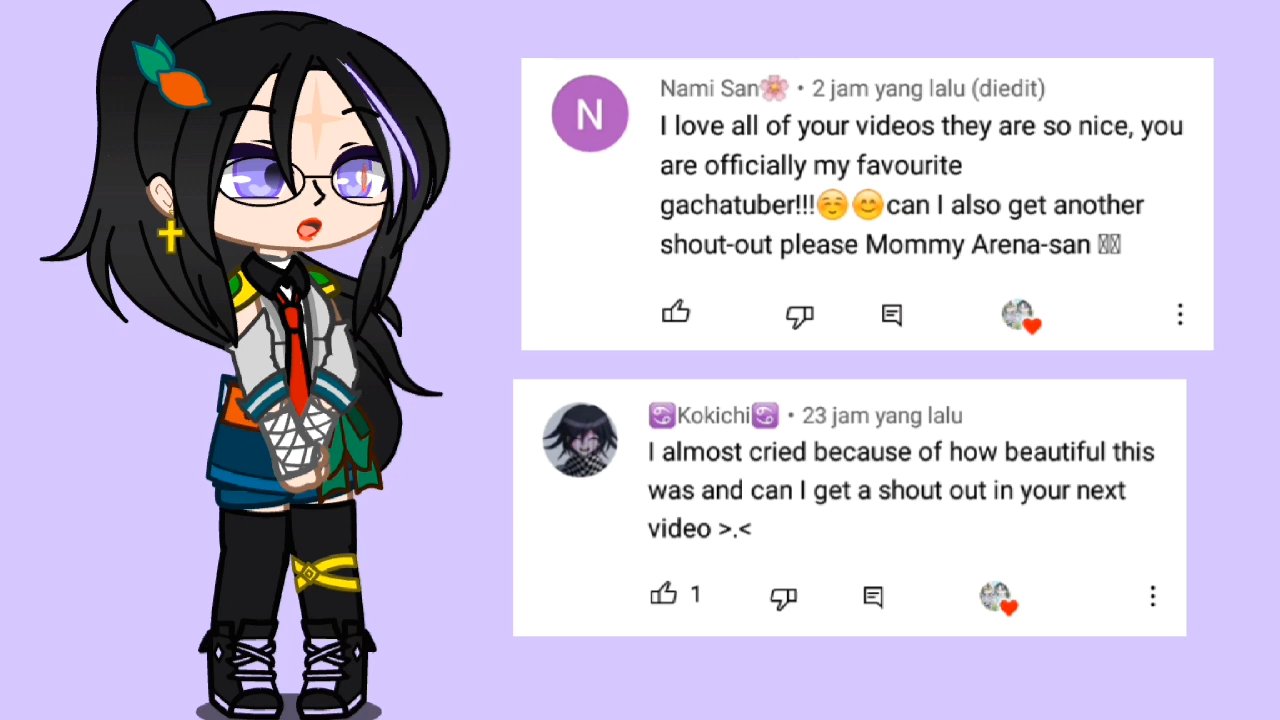 N
Nami San🌸 • 2 jam yang lalu (diedit)
I love all of your videos they are so nice, you
are officially my favourite
gachatuber!!!☺️😊can I also get another
shout-out please Mommy Arena-san
♋Kokichi♋ • 23 jam yang lalu
I almost cried because of how beautiful this
was and can I get a shout out in your next
video >.<
1